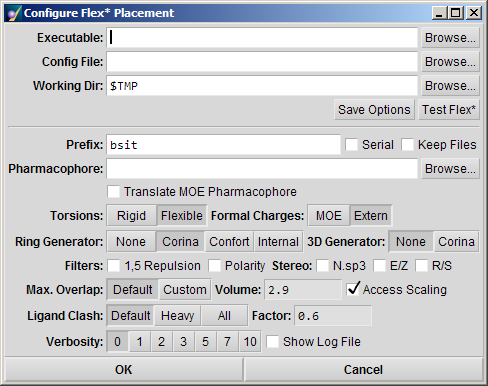 Configure Flex* Placement
Executable: Browse...
Config File: Browse...
Working Dir: $TMP Browse...
Save Options Test Flex*
Prefix: bsit Serial Keep Files
Pharmacophore: Browse...
Translate MOE Pharmacophore
Torsions: Rigid Flexible Formal Charges: MOE Extern
Ring Generator: None Corina Confort Internal 3D Generator: None Corina
Filters: 1,5 Repulsion Polarity Stereo: N.sp3 E/Z R/S
Max. Overlap: Default Custom Volume: 2.9 Access Scaling
Ligand Clash: Default Heavy All Factor: 0.6
Verbosity: 0 1 2 3 5 7 10 Show Log File
OK Cancel